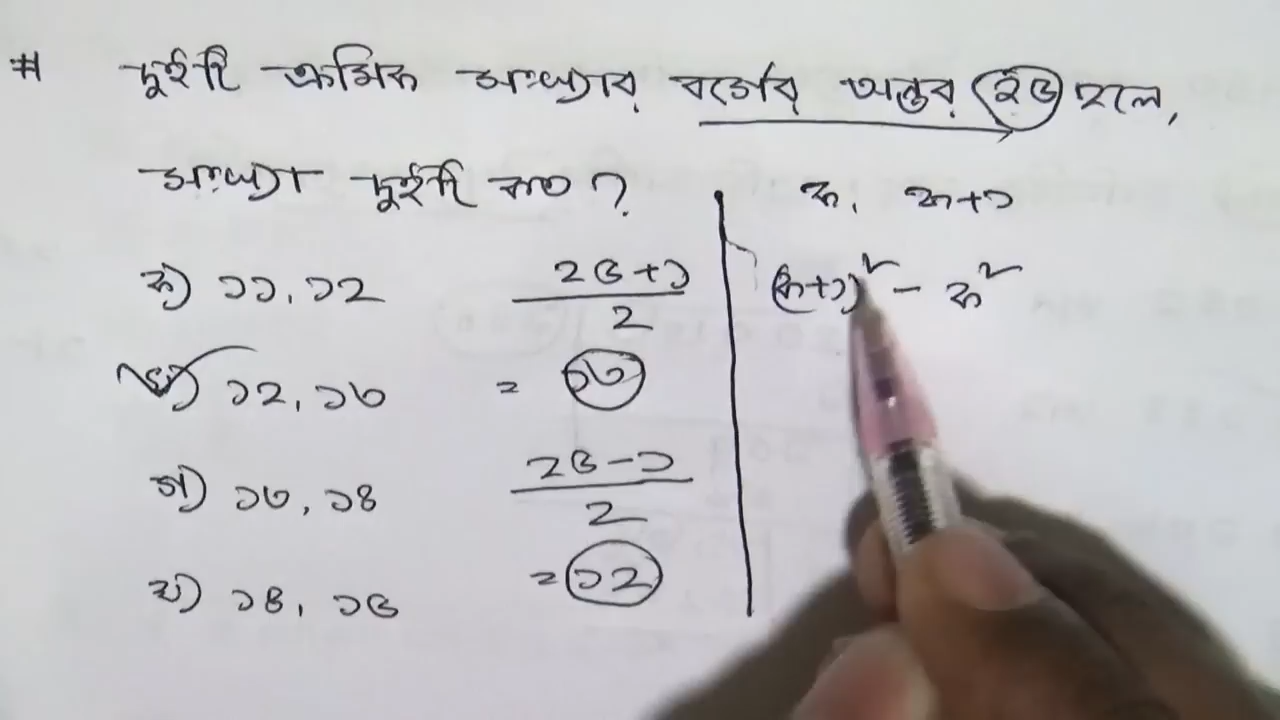 # দুইটি ক্রমিক সংখ্যার বর্গের অন্তর ২৫ হলে,
সংখ্যা দুইটি কত ?
ক) ১১, ১২
খ) ১২, ১৩
গ) ১৩, ১৪
ঘ) ১৪, ১৫
২৫+১
২
= ১৩
২৫-১
২
= ১২
ক, ক+১
(ক+১)² - ক²